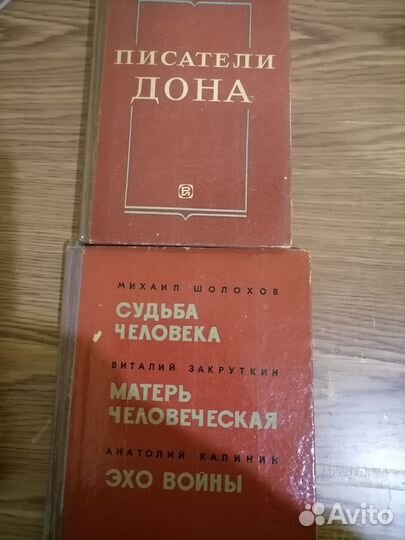 ПИСАТЕЛИ
ДОНА
МИХАИЛ ШОЛОХОВ
СУДЬБА
ЧЕЛОВЕКА
ВИТАЛИЙ ЗАКРУТКИН
МАТЕРЬ
ЧЕЛОВЕЧЕСКАЯ
АНАТОЛИЙ КАЛИНИН
ЭХО ВОЙНЫ
Avito